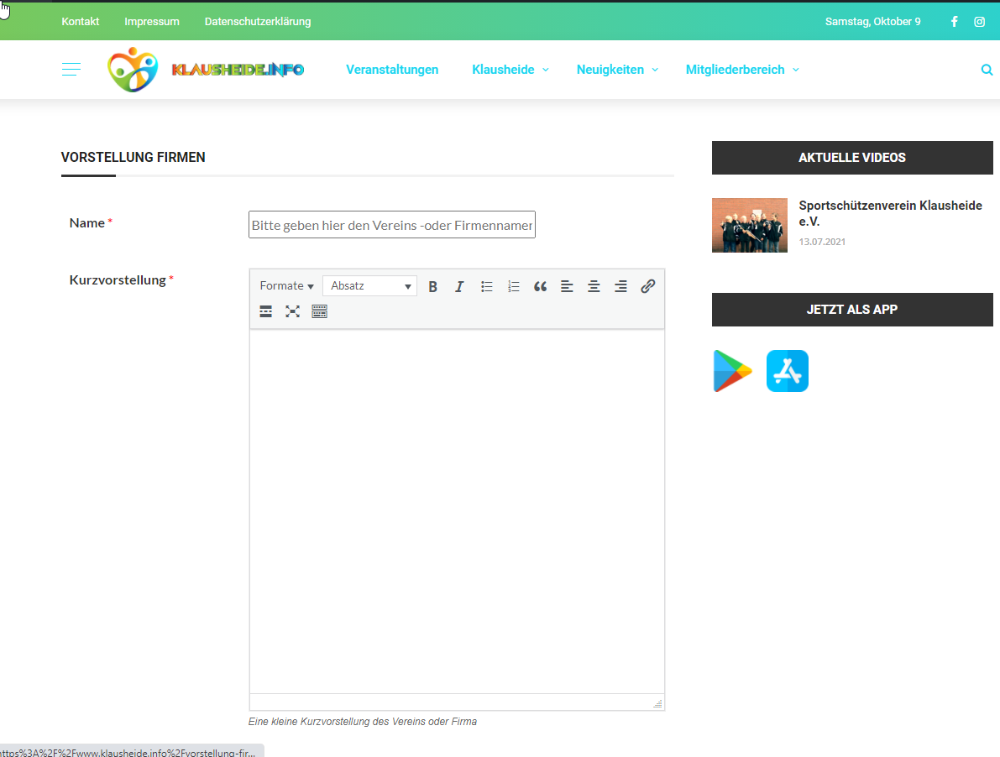 Kontakt Impressum Datenschutzerklärung Samstag, Oktober 9
KLAUSHEIDE.INFO Veranstaltungen Klausheide Neuigkeiten Mitgliederbereich
VORSTELLUNG FIRMEN
Name *
Bitte geben hier den Vereins -oder Firmennamen
Kurzvorstellung *
Formate Absatz
Eine kleine Kurzvorstellung des Vereins oder Firma
AKTUELLE VIDEOS
Sportschützenverein Klausheide
e.V.
13.07.2021
JETZT ALS APP
https%3A%2F%2Fwww.klausheide.info%2Fvorstellung-fir...